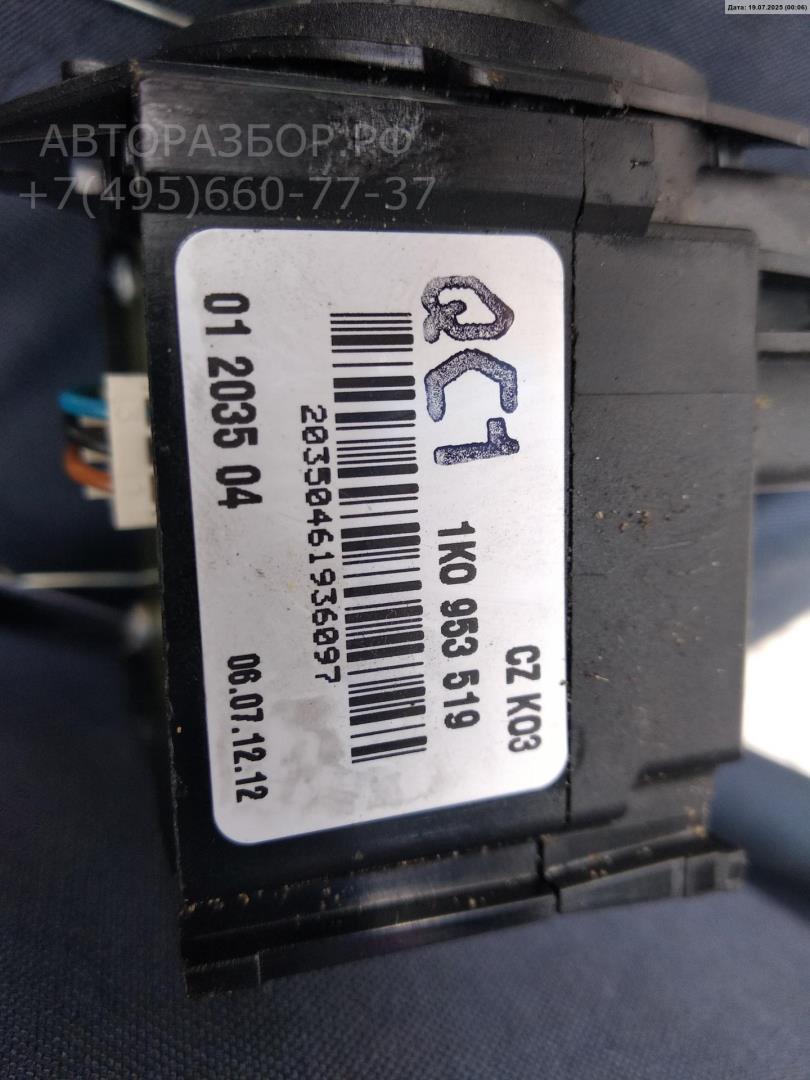 Дата: 19.07.2025 (00:06)
АВТОРАЗБОР.РФ
+7(495)660-77-37
QC1
1K0 953 519
CZ K03
20350461936097
01 2035 04
06.07.12.12